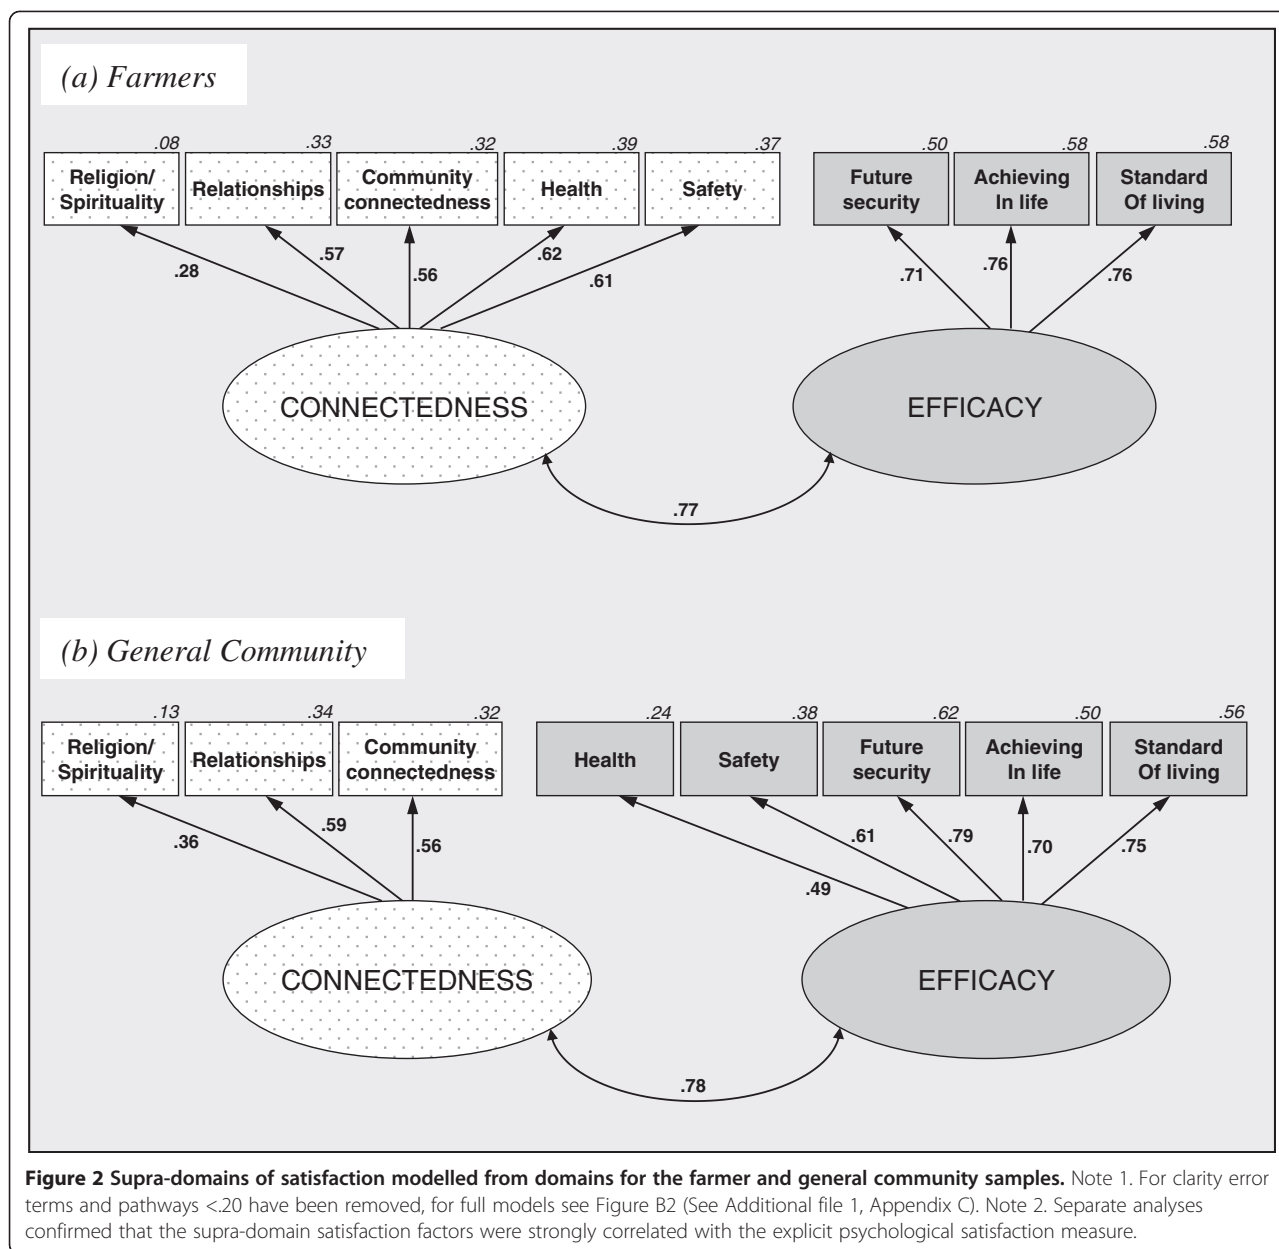 (a) Farmers
.08
.33
.32
.39
.37
.50
.58
.58
Religion/
Spirituality
Relationships
Community
connectedness
Health
Safety
Future
security
Achieving
In life
Standard
Of living
.28
.57
.56
.62
.61
.71
.76
.76
CONNECTEDNESS
EFFICACY
.77
(b) General Community
.13
.34
.32
.24
.38
.62
.50
.56
Religion/
Spirituality
Relationships
Community
connectedness
Health
Safety
Future
security
Achieving
In life
Standard
Of living
.36
.59
.56
.49
.61
.79
.70
.75
CONNECTEDNESS
EFFICACY
.78
Figure 2 Supra-domains of satisfaction modelled from domains for the farmer and general community samples. Note 1. For clarity error
terms and pathways <.20 have been removed, for full models see Figure B2 (See Additional file 1, Appendix C). Note 2. Separate analyses
confirmed that the supra-domain satisfaction factors were strongly correlated with the explicit psychological satisfaction measure.